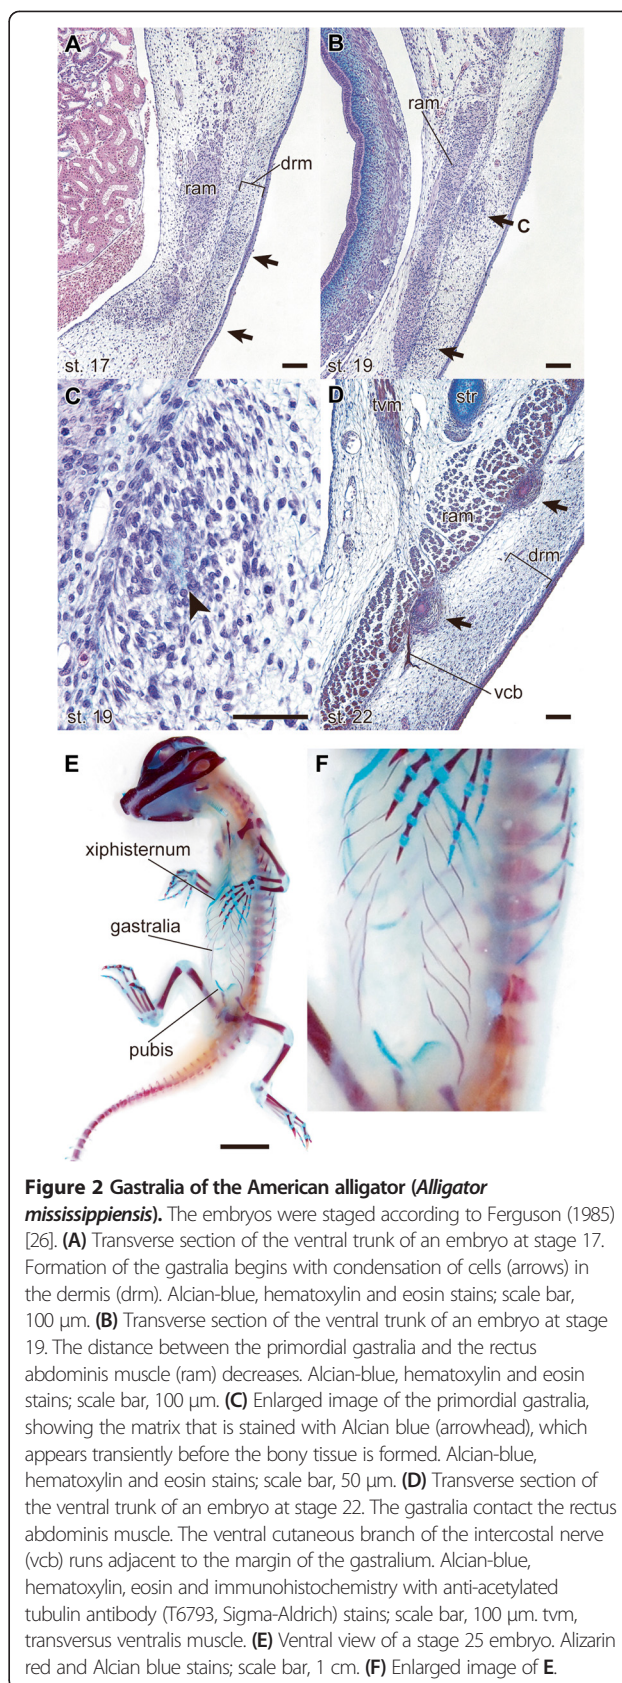 A
B
ram
drm
ram
C
st. 17
st. 19
C
D
tvm
str
ram
drm
vcb
st. 19
st. 22
E
F
xiphisternum
gastralia
pubis
Figure 2 Gastralia of the American alligator (Alligator
mississippiensis). The embryos were staged according to Ferguson (1985)
[26]. (A) Transverse section of the ventral trunk of an embryo at stage 17.
Formation of the gastralia begins with condensation of cells (arrows) in
the dermis (drm). Alcian-blue, hematoxylin and eosin stains; scale bar,
100 μm. (B) Transverse section of the ventral trunk of an embryo at stage
19. The distance between the primordial gastralia and the rectus
abdominis muscle (ram) decreases. Alcian-blue, hematoxylin and eosin
stains; scale bar, 100 μm. (C) Enlarged image of the primordial gastralia,
showing the matrix that is stained with Alcian blue (arrowhead), which
appears transiently before the bony tissue is formed. Alcian-blue,
hematoxylin and eosin stains; scale bar, 50 μm. (D) Transverse section of
the ventral trunk of an embryo at stage 22. The gastralia contact the rectus
abdominis muscle. The ventral cutaneous branch of the intercostal nerve
(vcb) runs adjacent to the margin of the gastralium. Alcian-blue,
hematoxylin, eosin and immunohistochemistry with anti-acetylated
tubulin antibody (T6793, Sigma-Aldrich) stains; scale bar, 100 μm. tvm,
transversus ventralis muscle. (E) Ventral view of a stage 25 embryo. Alizarin
red and Alcian blue stains; scale bar, 1 cm. (F) Enlarged image of E.